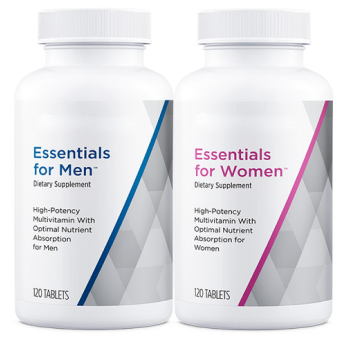 Essentials
for Men™
Dietary Supplement
High-Potency
Multivitamin With
Optimal Nutrient
Absorption
for Men
120 TABLETS
Essentials
for Women™
Dietary Supplement
High-Potency
Multivitamin With
Optimal Nutrient
Absorption for
Women
120 TABLETS